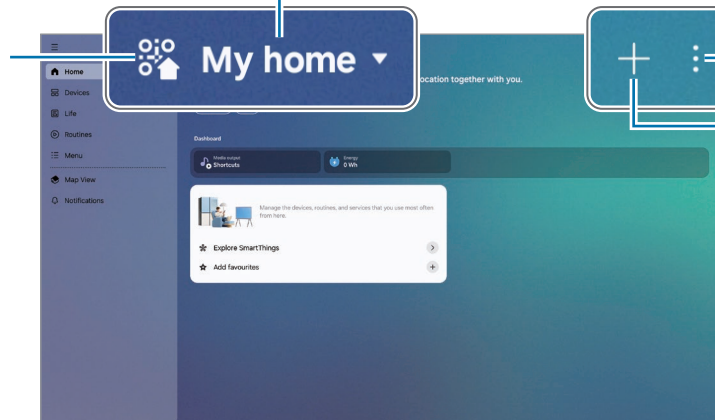 My home
Home
Devices
Life
Routines
Menu
Map View
Notifications
ocation together with you.
Dashboard
Media output
Shortcuts
Energy
0 Wh
Manage the devices, routines, and services that you use most often
from here.
Explore SmartThings
Add favourites